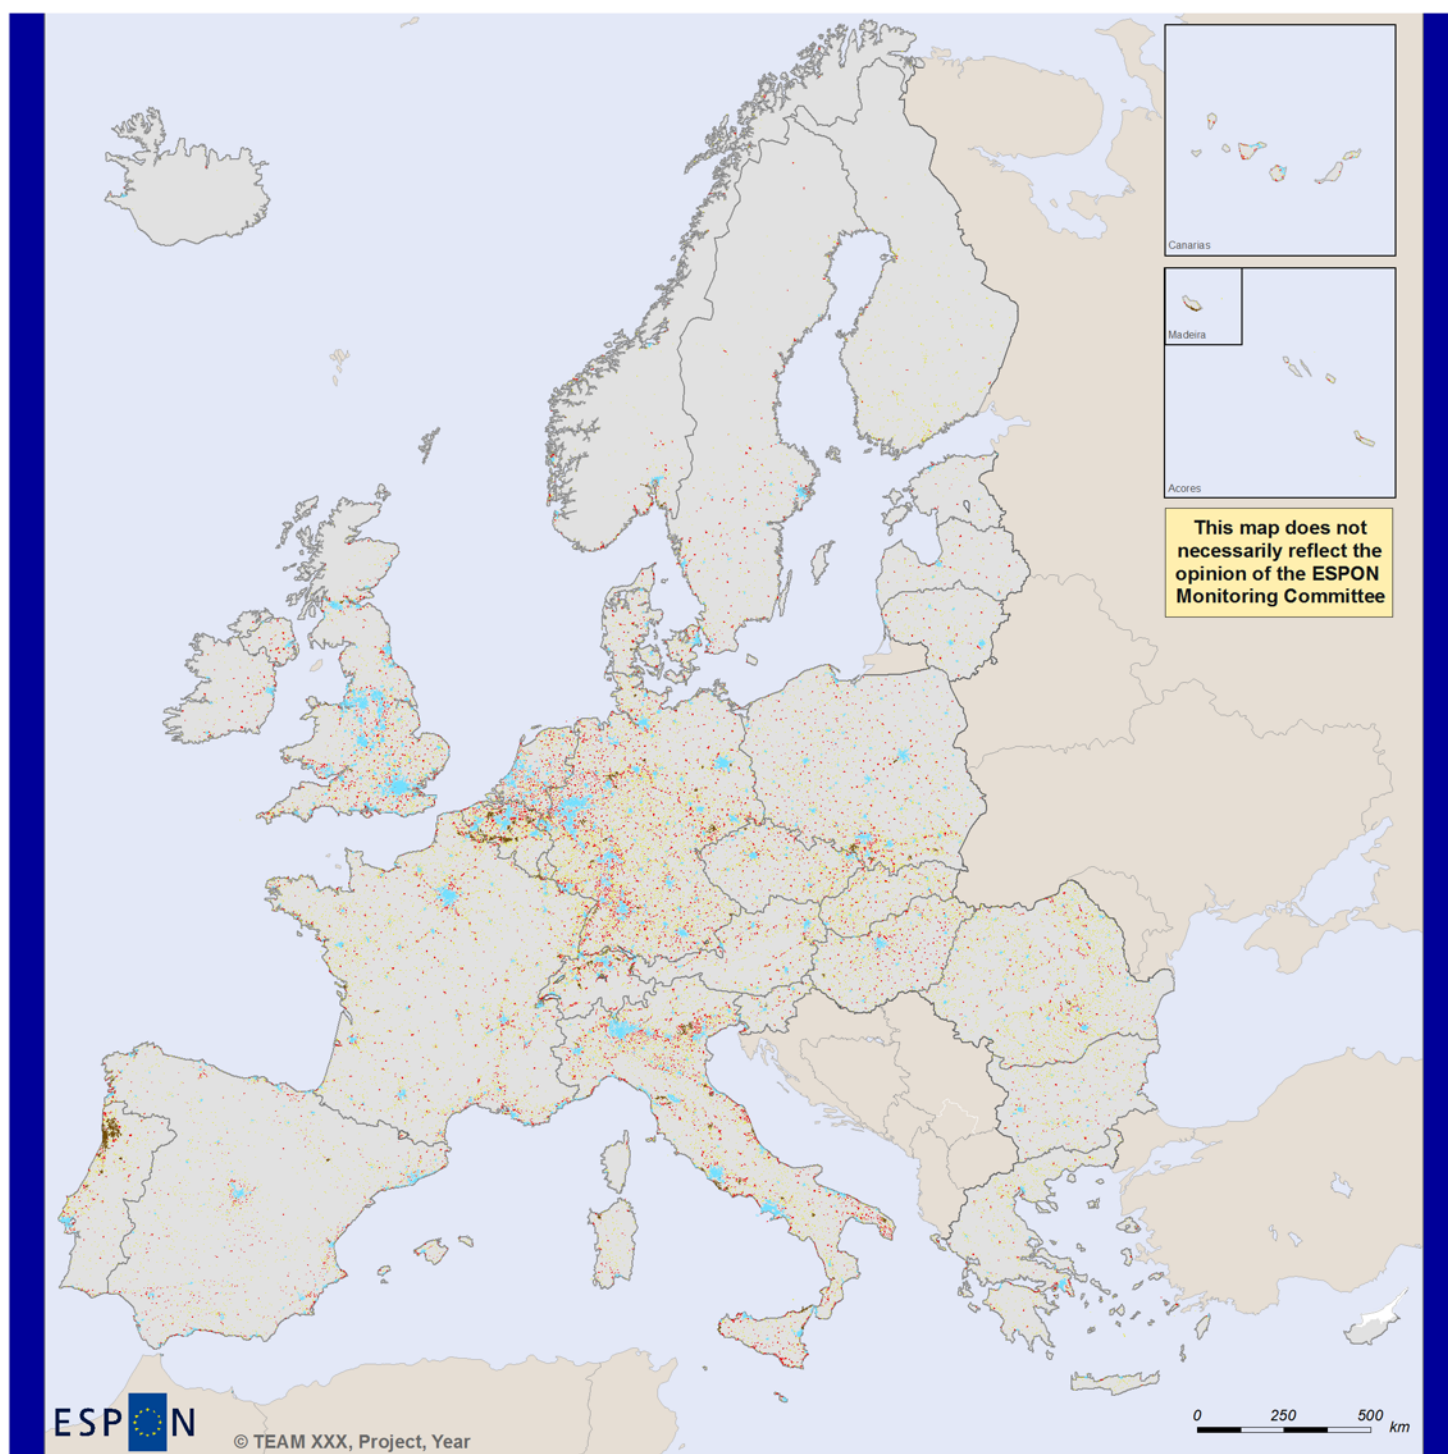 Canarias
Madeira
Acores
This map does not
necessarily reflect the
opinion of the ESPON
Monitoring Committee
ESPON
© TEAM XXX, Project, Year
0 250 500 km